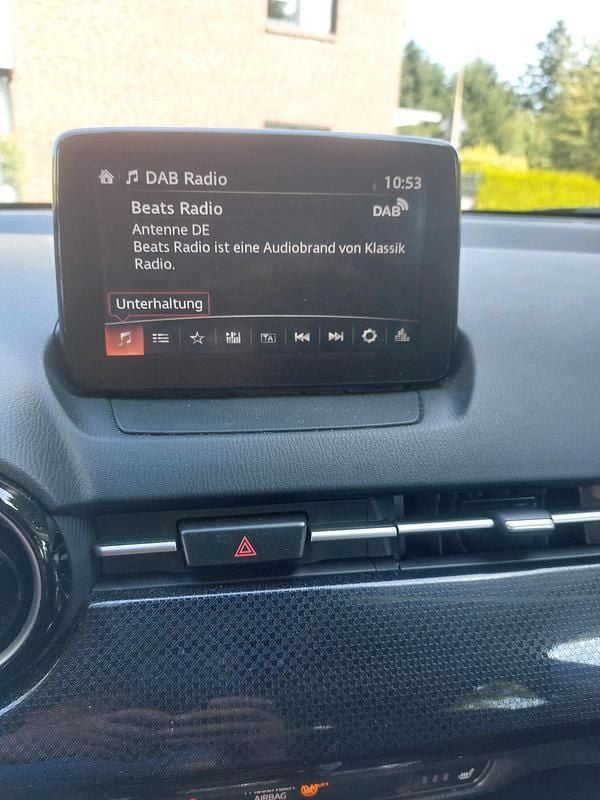 DAB Radio
10:53
Beats Radio
DAB
Antenne DE
Beats Radio ist eine Audiobrand von Klassik
Radio.
Unterhaltung
TA
AIRBAG